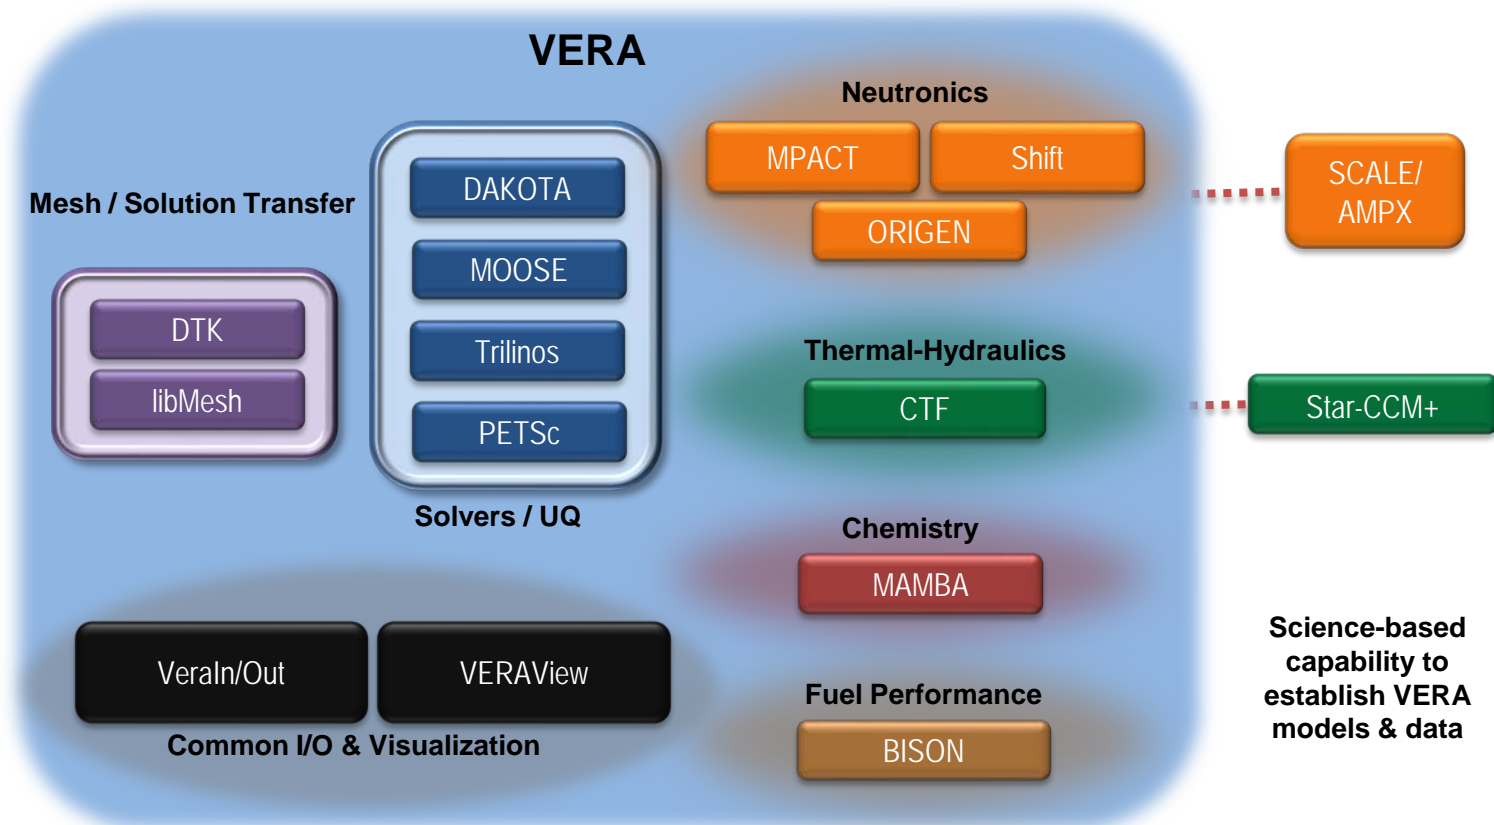 VERA
Mesh / Solution Transfer
DTK
libMesh
DAKOTA
MOOSE
Trilinos
PETSc
Solvers / UQ
VeraIn/Out
VERAView
Common I/O & Visualization
Neutronics
MPACT
Shift
ORIGEN
Thermal-Hydraulics
CTF
Chemistry
MAMBA
Fuel Performance
BISON
SCALE/
AMPX
Star-CCM+
Science-based
capability to
establish VERA
models & data